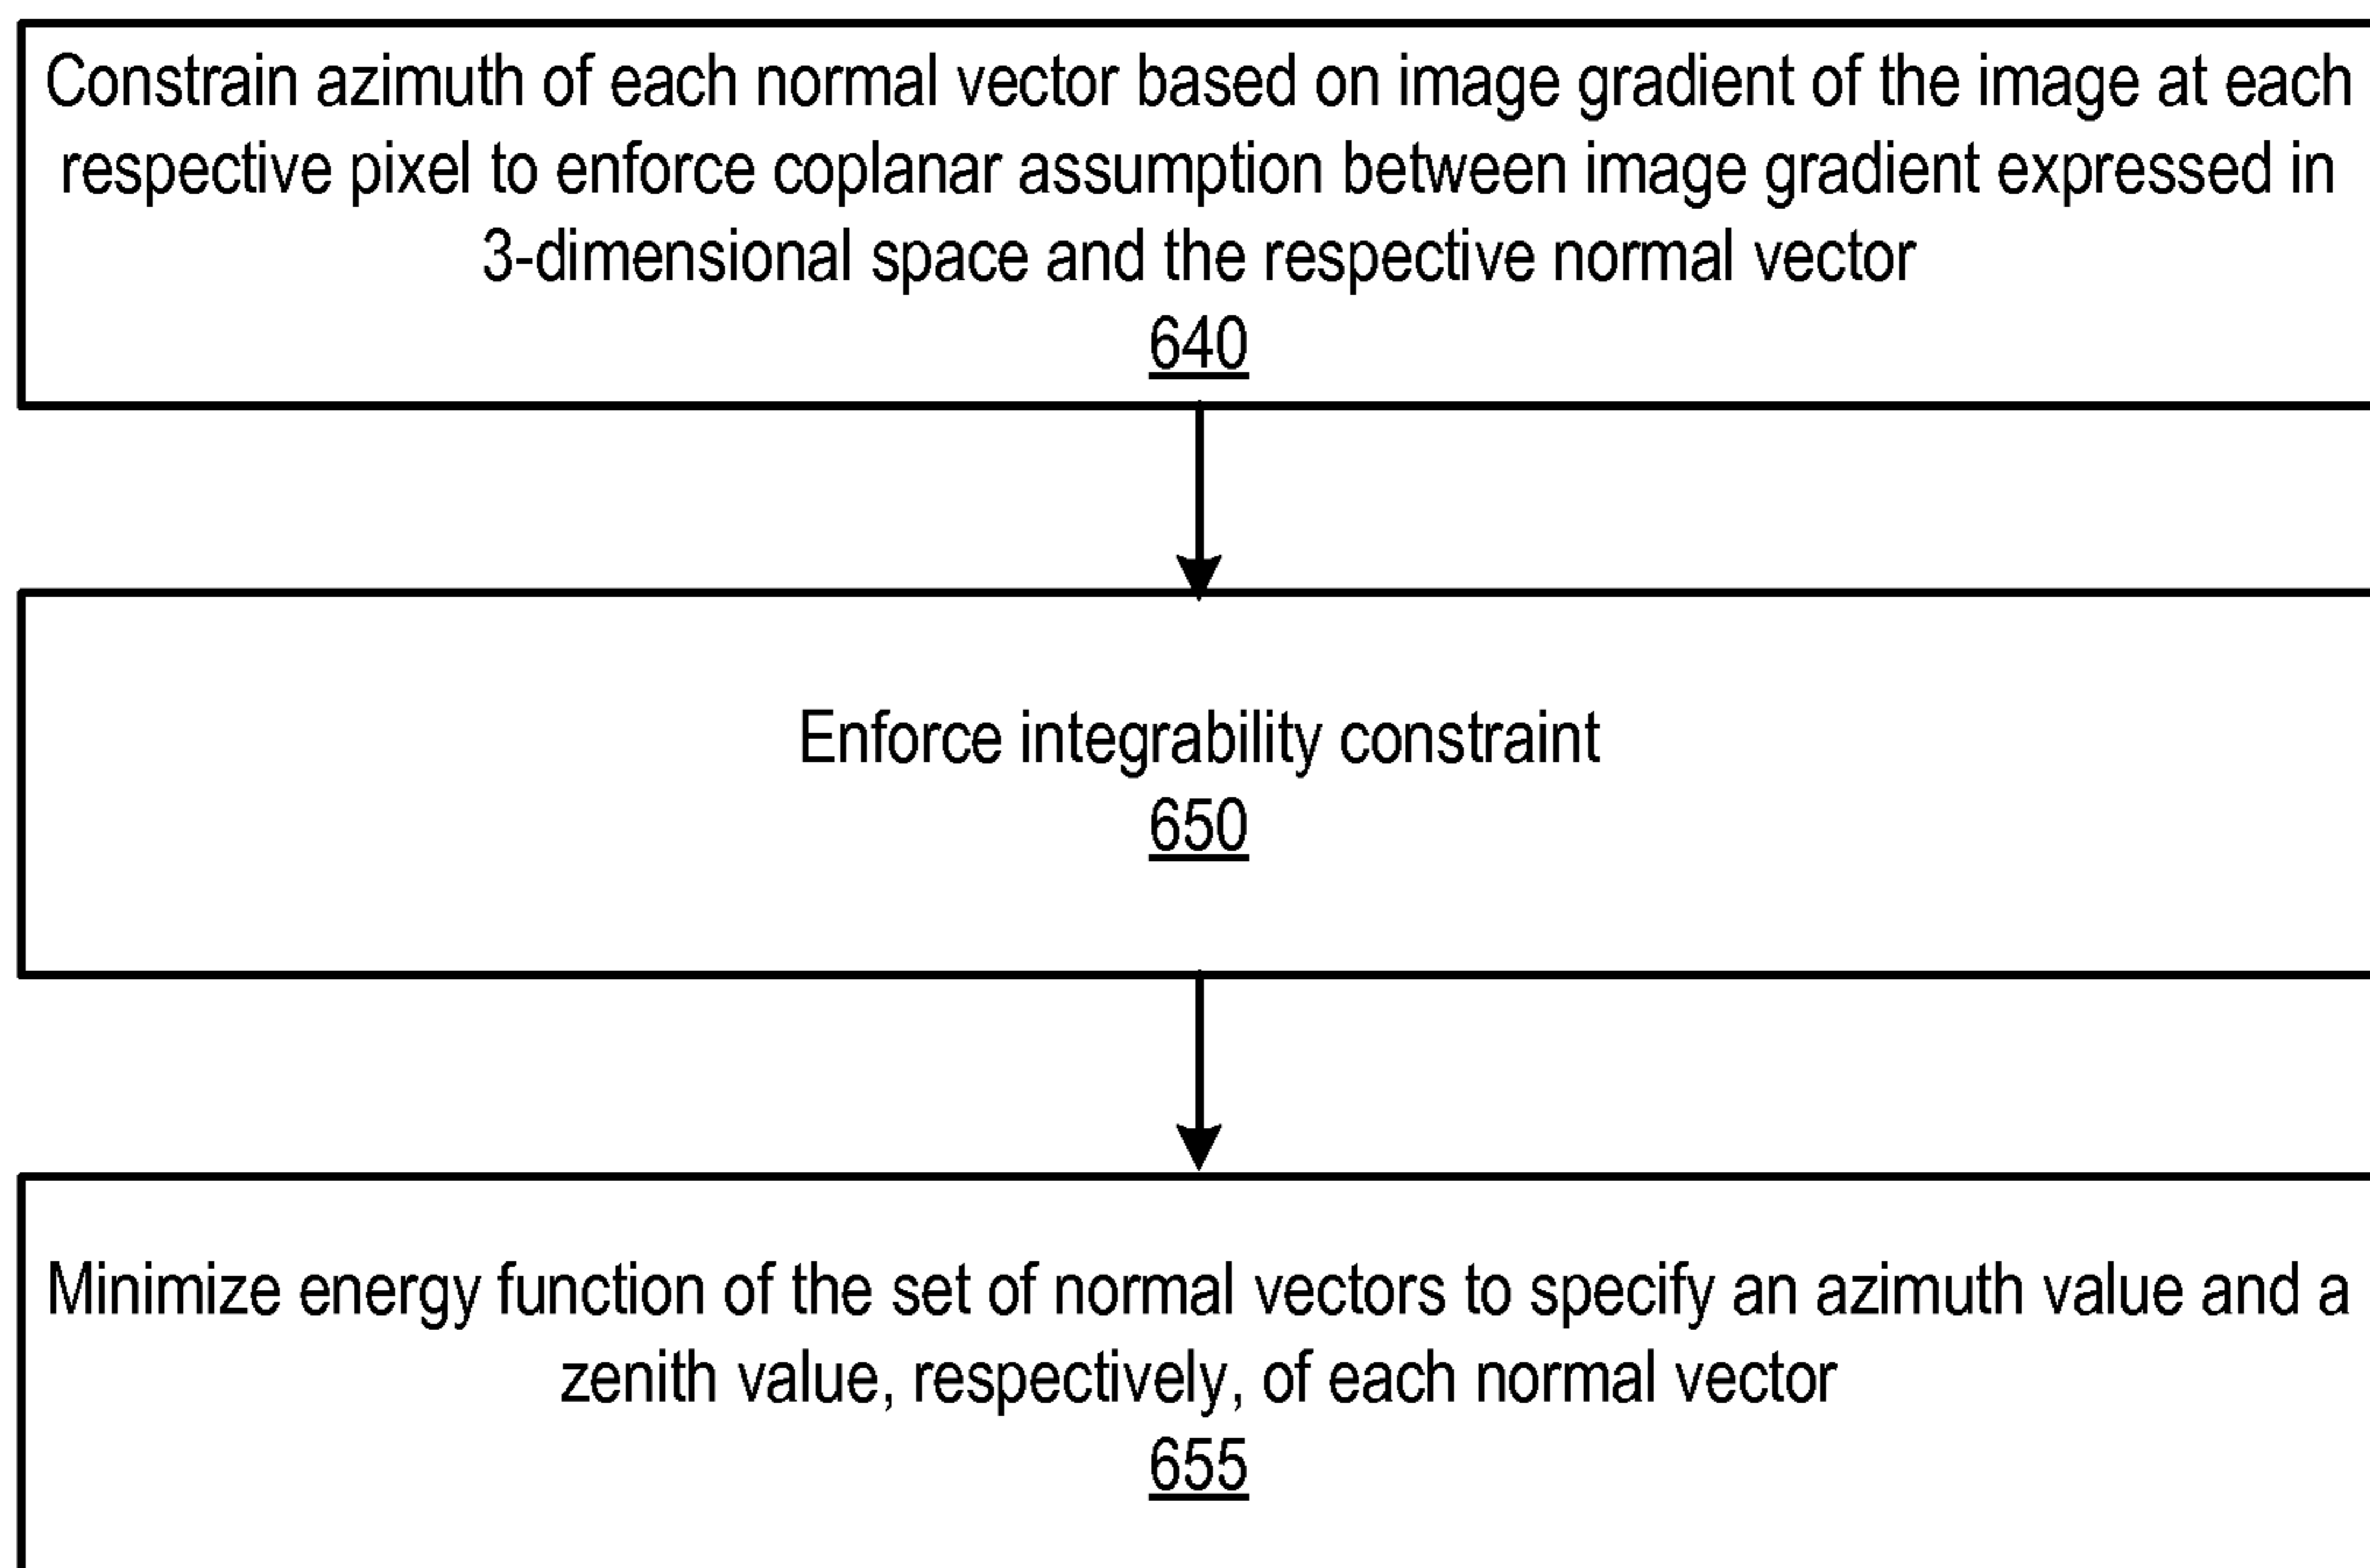 Constrain azimuth of each normal vector based on image gradient of the image at each
respective pixel to enforce coplanar assumption between image gradient expressed in
3-dimensional space and the respective normal vector
640
Enforce integrability constraint
650
Minimize energy function of the set of normal vectors to specify an azimuth value and a
zenith value, respectively, of each normal vector
655